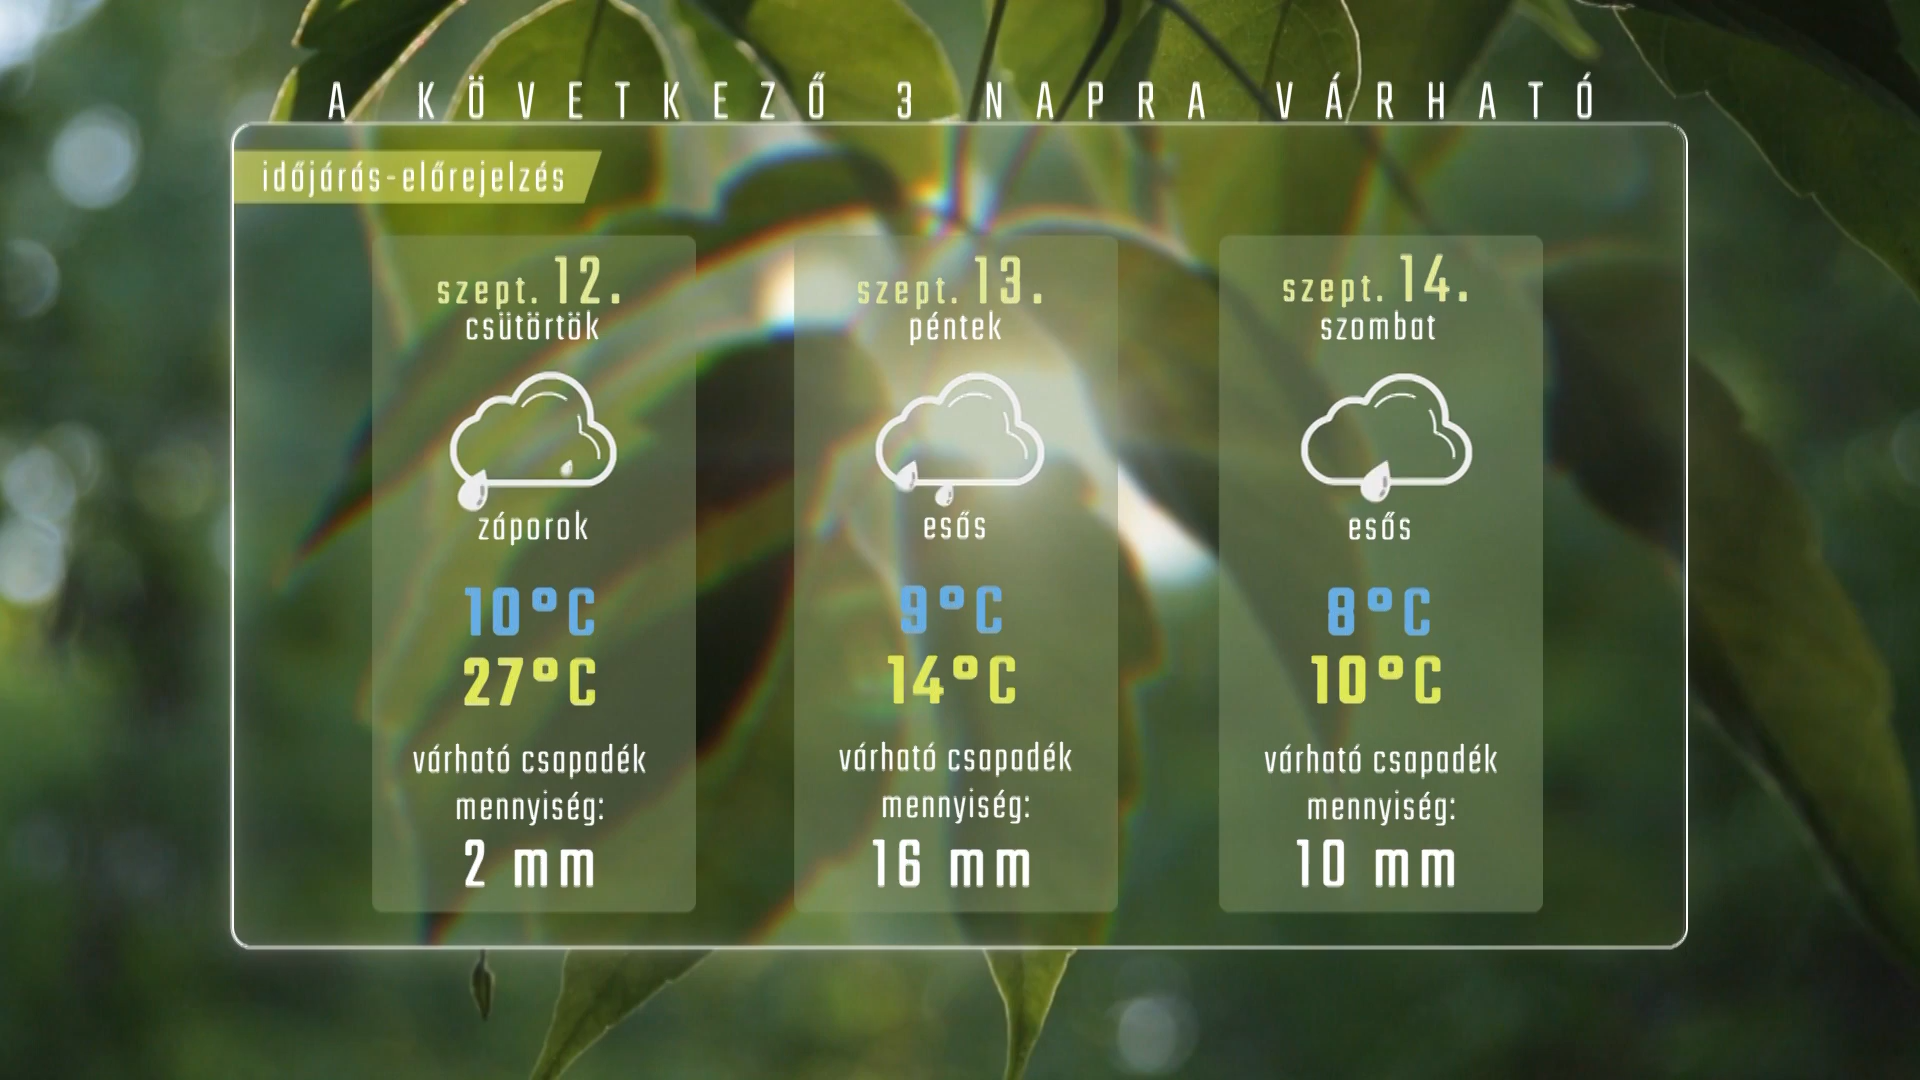 A KÖVETKEZŐ 3 NAPRA VÁRHATÓ
időjárás-előrejelzés
szept. 12.
csütörtök
záporok
10°C
27°C
várható csapadék
mennyiség:
2 mm
szept. 13.
péntek
esős
9°C
14°C
várható csapadék
mennyiség:
16 mm
szept. 14.
szombat
esős
8°C
10°C
várható csapadék
mennyiség:
10 mm